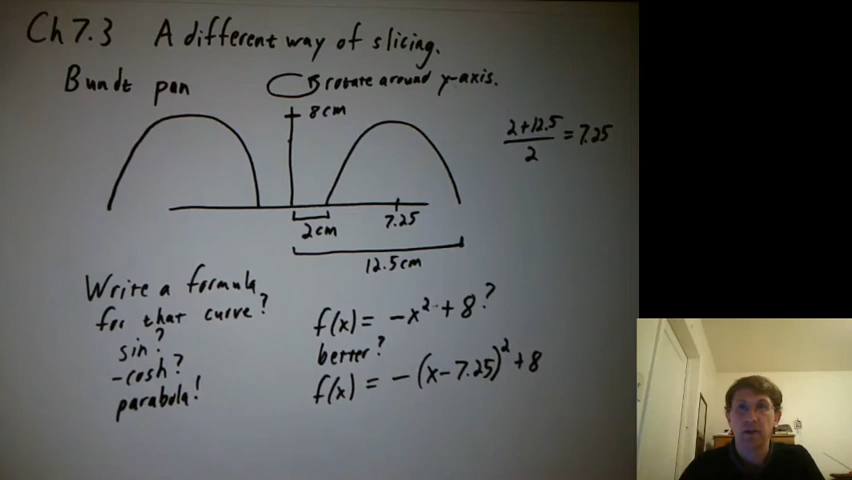 Ch 7.3 A different way of slicing.
Bundt pan
rotate around y-axis.
8cm
2+12.5
2
= 7.25
7.25
2cm
12.5cm
Write a formula
for that curve?
sin?
-cosh?
parabola!
f(x) = -x² + 8?
better?
f(x) = -(x-7.25)² + 8